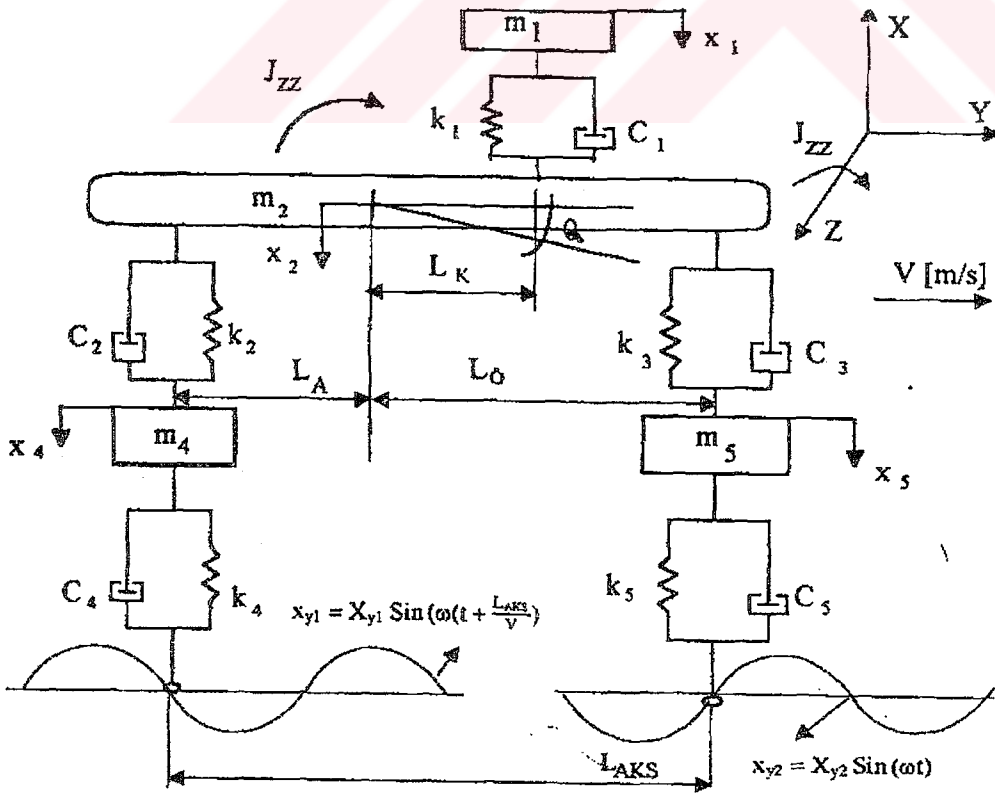 m1
x1
X
JZZ
k1
C1
Y
JZZ
m2
Q
Z
x2
LK
V [m/s]
C2
k2
k3
C3
LA
LÖ
x4
m4
m5
x5
C4
k4
k5
C5
xy1 = Xy1 Sin(ω(t + LAKS/V)
LAKS
xy2 = Xy2 Sin(ωt)